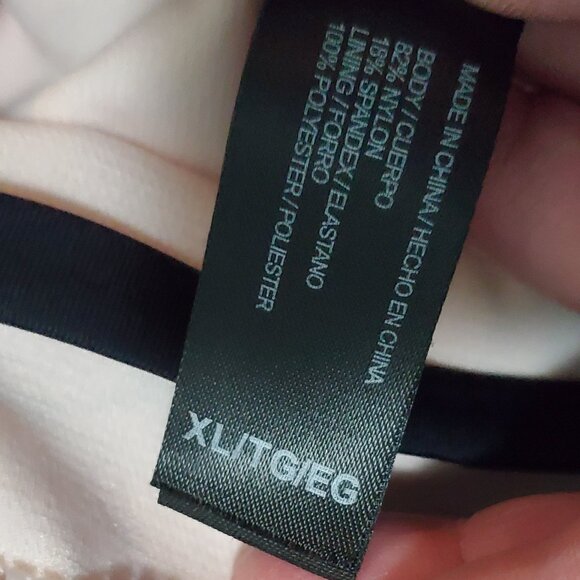 MADE IN CHINA/HECHO EN CHINA
BODY/CUERPO
82% NYLON
18% SPANDEX/ELASTANO
LINING/FORRO
100% POLYESTER/POLIESTER
XL/TG/EG